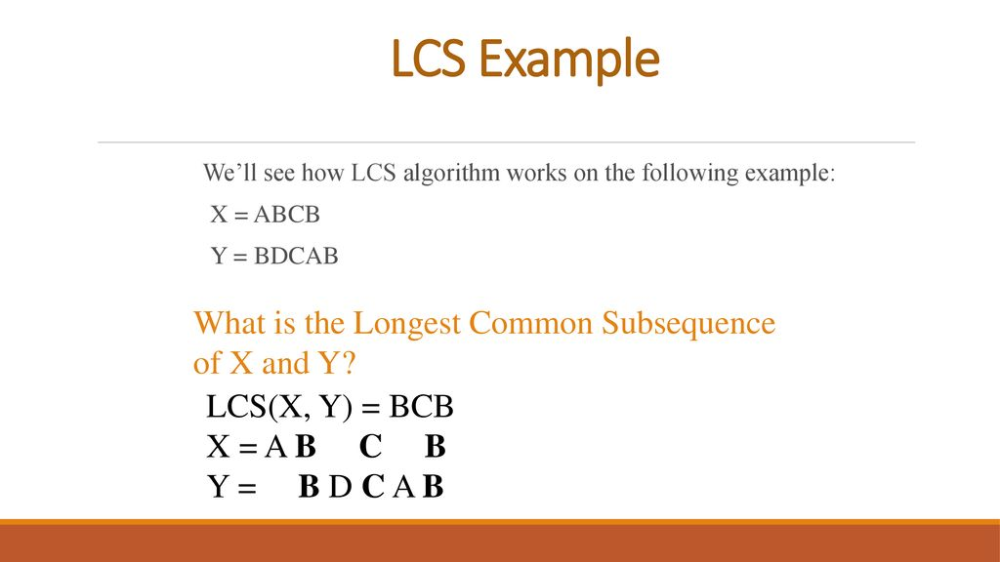 LCS Example
We’ll see how LCS algorithm works on the following example:
X = ABCB
Y = BDCAB
What is the Longest Common Subsequence
of X and Y?
LCS(X, Y) = BCB
X = A B C B
Y = B D C A B